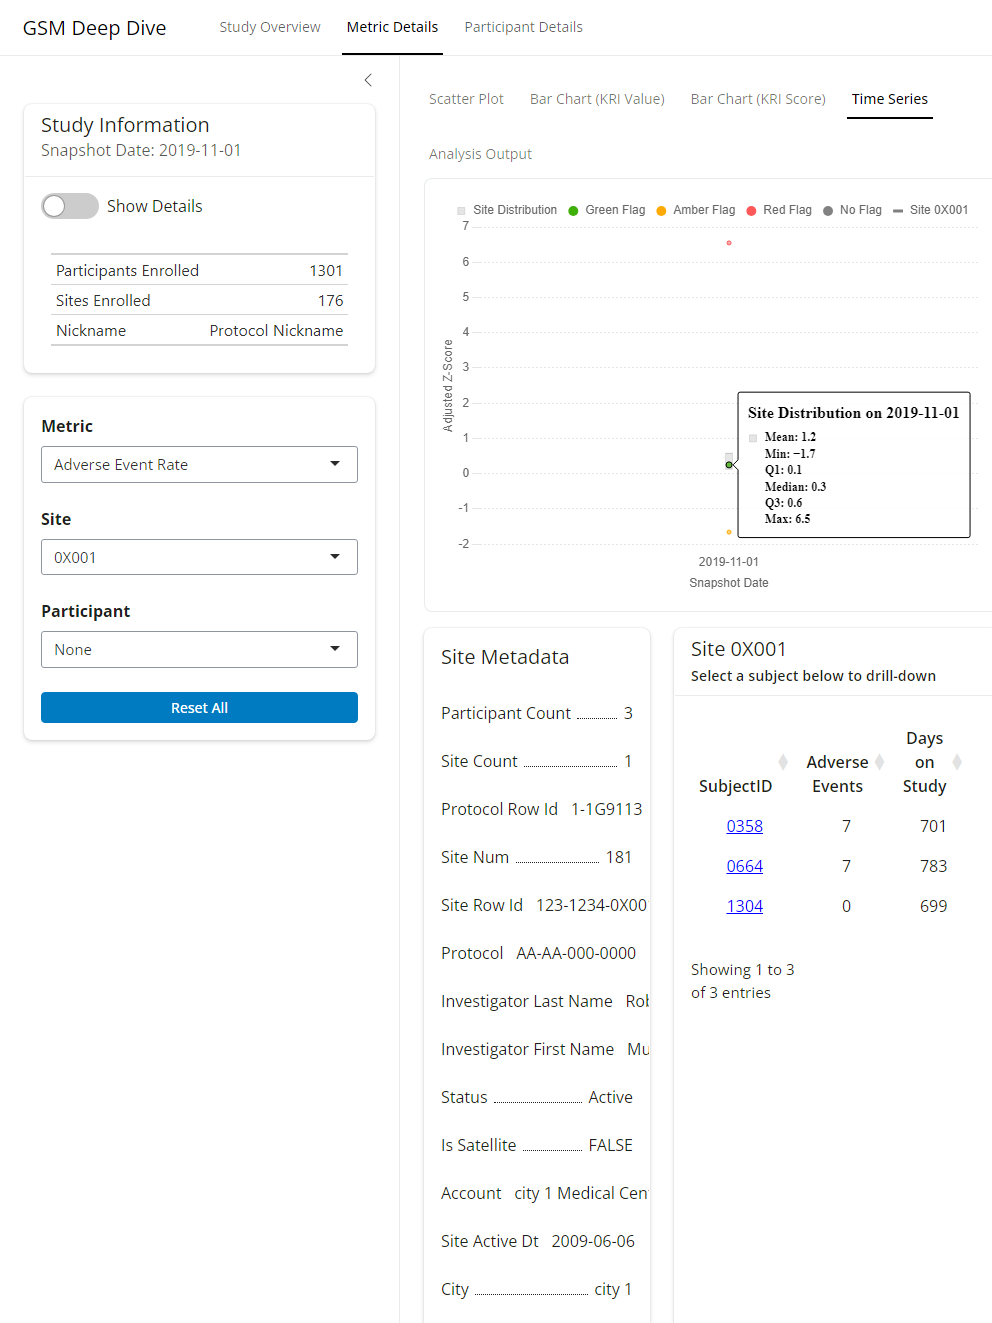 GSM Deep Dive
Study Overview
Metric Details
Participant Details
Study Information
Snapshot Date: 2019-11-01
Show Details
Participants Enrolled 1301
Sites Enrolled 176
Nickname Protocol Nickname
Metric
Adverse Event Rate
Site
0X001
Participant
None
Reset All
Scatter Plot
Bar Chart (KRI Value)
Bar Chart (KRI Score)
Time Series
Analysis Output
Site Distribution Green Flag Amber Flag Red Flag No Flag Site 0X001
7
6
5
4
3
2
1
0
-1
-2
Adjusted Z-Score
Site Distribution on 2019-11-01
Mean: 1.2
Min: −1.7
Q1: 0.1
Median: 0.3
Q3: 0.6
Max: 6.5
2019-11-01
Snapshot Date
Site Metadata
Participant Count 3
Site Count 1
Protocol Row Id 1-1G9113
Site Num 181
Site Row Id 123-1234-0X00
Protocol AA-AA-000-0000
Investigator Last Name Rob
Investigator First Name Mu
Status Active
Is Satellite FALSE
Account city 1 Medical Cen
Site Active Dt 2009-06-06
City city 1
Site 0X001
Select a subject below to drill-down
SubjectID
Adverse
Events
Days
on
Study
0358 7 701
0664 7 783
1304 0 699
Showing 1 to 3
of 3 entries